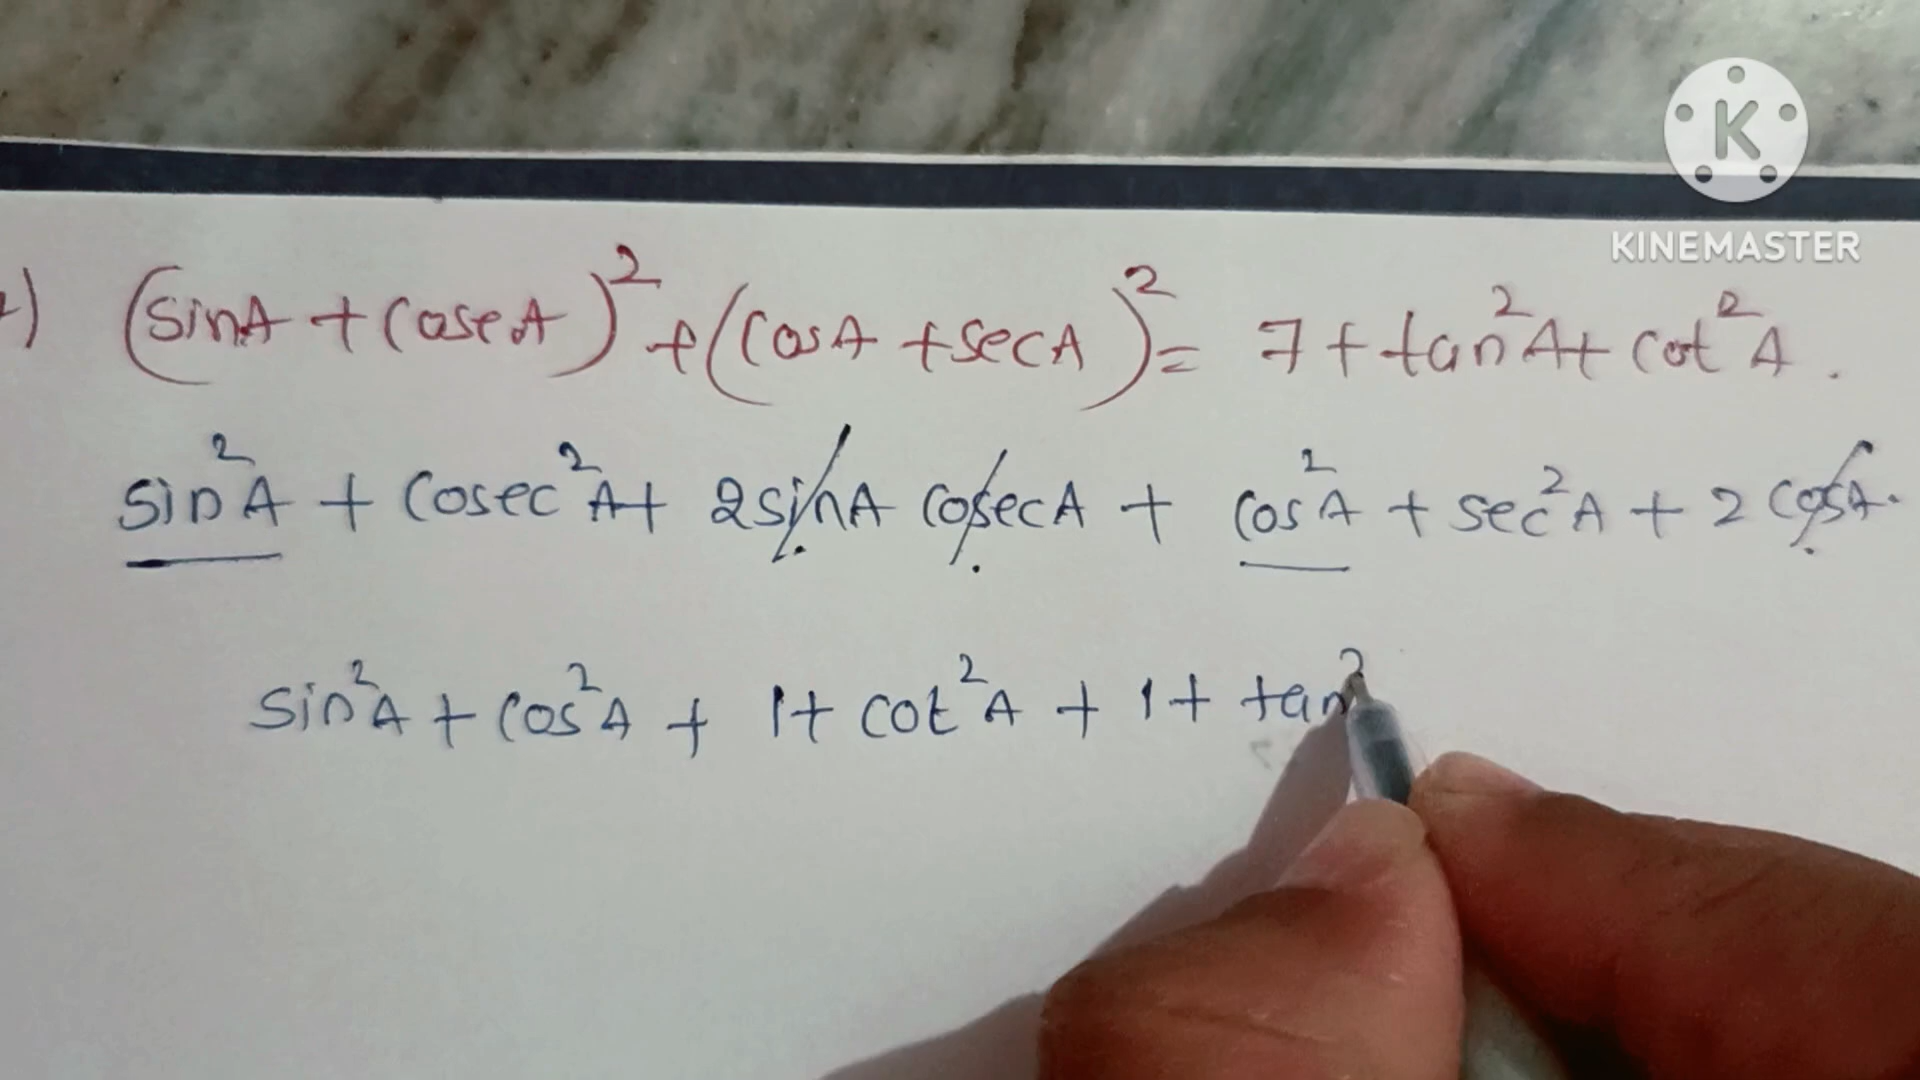 K
KINEMASTER
(sinA + cosecA)² + (cosA + secA)² = 7 + tan²A + cot²A.
sin²A + cosec²A + 2sinA cosecA + cos²A + sec²A + 2 cosA.
sin²A + cos²A + 1 + cot²A + 1 + tan²